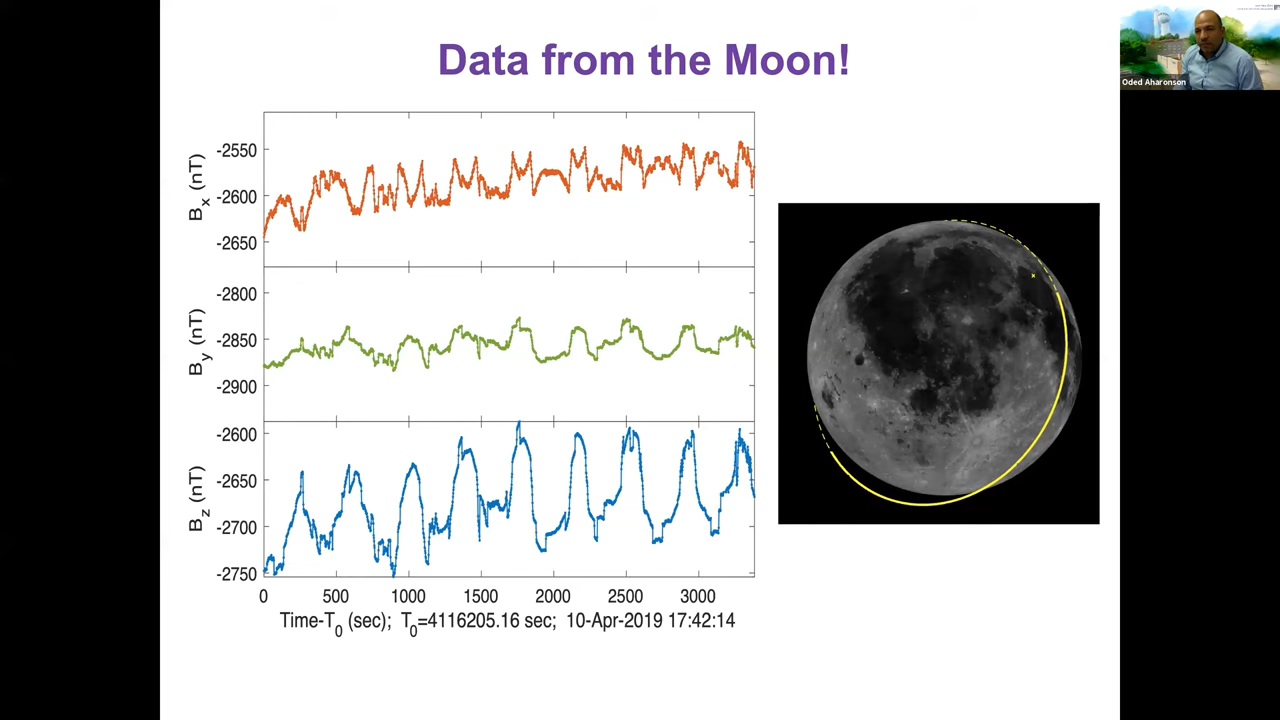 Data from the Moon!
Oded Aharonson
-2550
-2600
-2650
Bx (nT)
-2800
-2850
-2900
By (nT)
-2600
-2650
-2700
-2750
Bz (nT)
0 500 1000 1500 2000 2500 3000
Time-T0 (sec); T0=4116205.16 sec; 10-Apr-2019 17:42:14